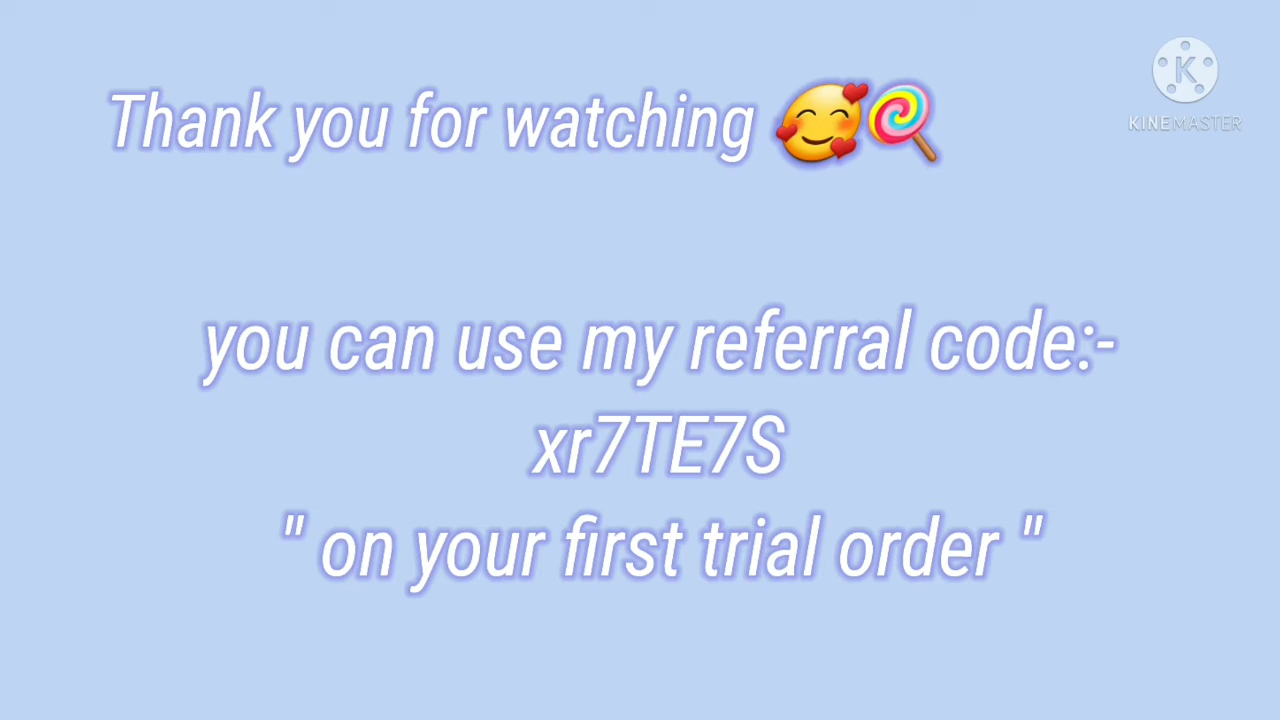 Thank you for watching 🥰🍭
K
KINEMASTER
you can use my referral code:-
xr7TE7S
" on your first trial order "